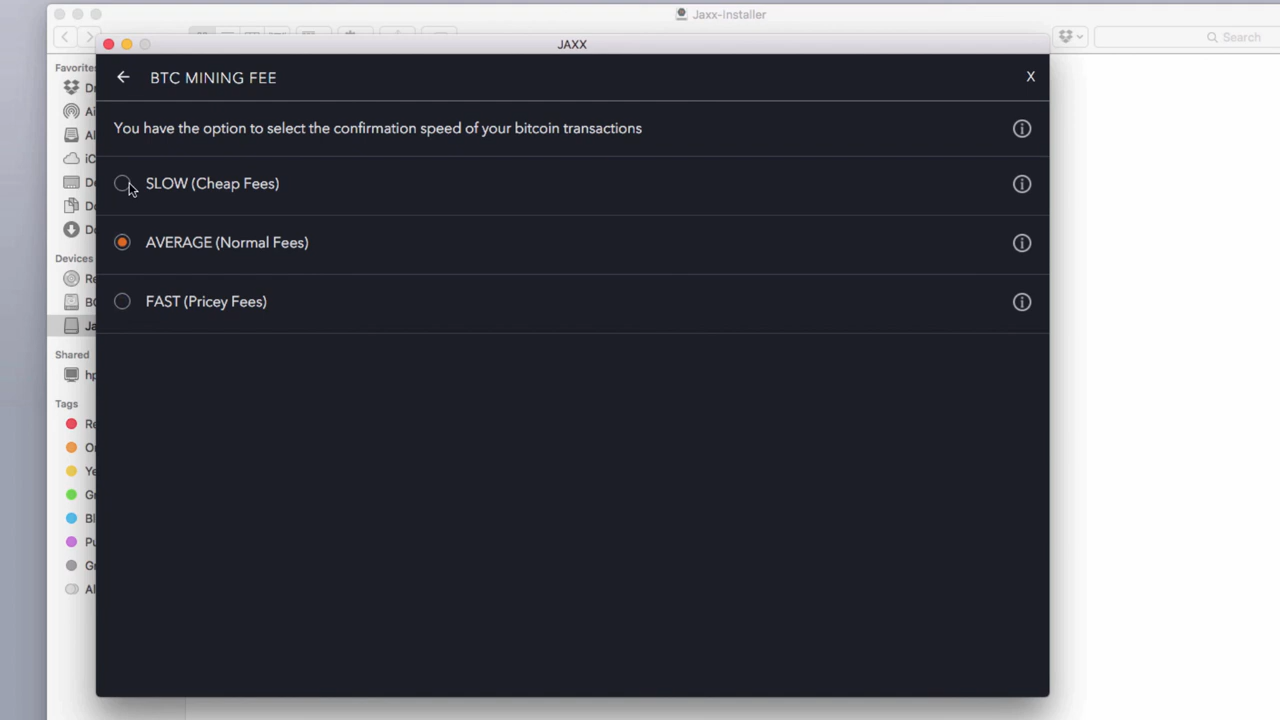 Jaxx-Installer
Search
JAXX
BTC MINING FEE
X
You have the option to select the confirmation speed of your bitcoin transactions
SLOW (Cheap Fees)
AVERAGE (Normal Fees)
FAST (Pricey Fees)
Favorite
Devices
Shared
Tags